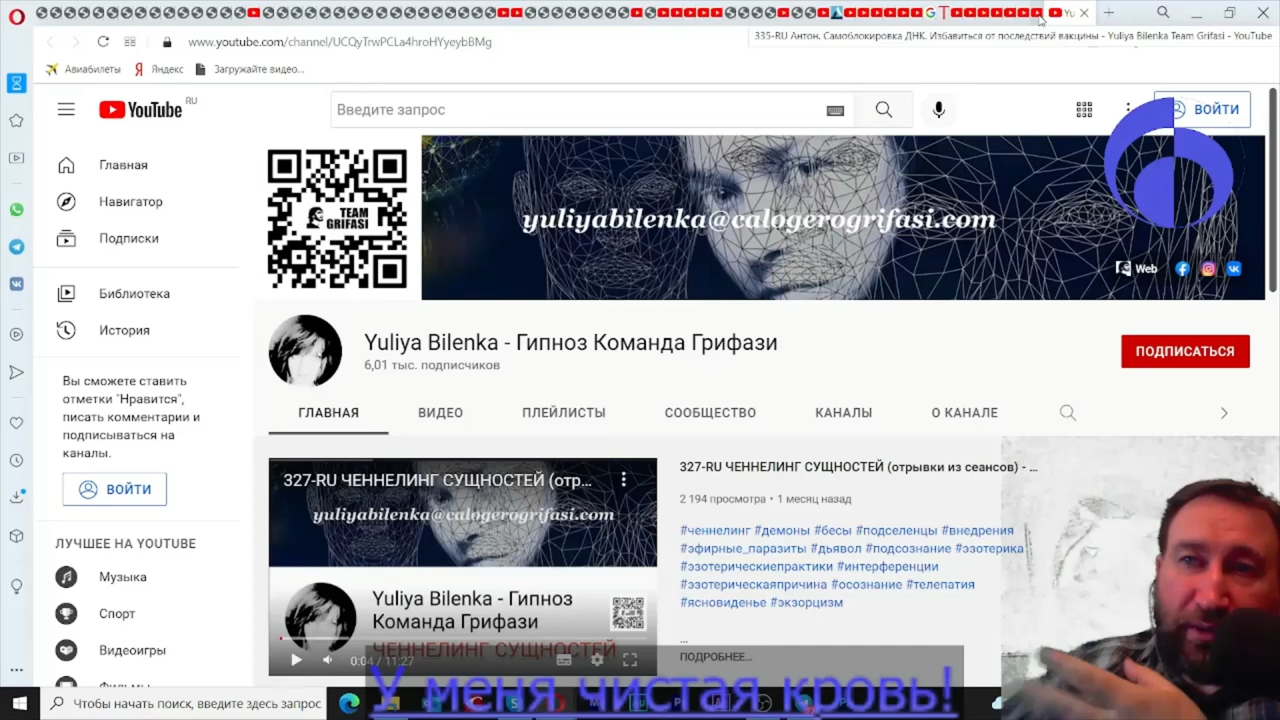 Yu
www.youtube.com/channel/UCQyTrwPCLa4hroHYyeybBMg
335-RU Антон. Самоблокировка ДНК. Избавиться от последствий вакцины - Yuliya Bilenka Team Grifasi - YouTube
Авиабилеты
Яндекс
Загружайте видео...
YouTube RU
Введите запрос
ВОЙТИ
Главная
Навигатор
Подписки
Библиотека
История
Вы сможете ставить
отметки "Нравится",
писать комментарии и
подписываться на
каналы.
ВОЙТИ
ЛУЧШЕЕ НА YOUTUBE
Музыка
Спорт
Видеоигры
Фильмы
TEAM
GRIFASI
yuliyabilenka@calogerogrifasi.com
Web
Yuliya Bilenka - Гипноз Команда Грифази
6,01 тыс. подписчиков
ПОДПИСАТЬСЯ
ГЛАВНАЯ
ВИДЕО
ПЛЕЙЛИСТЫ
СООБЩЕСТВО
КАНАЛЫ
О КАНАЛЕ
327-RU ЧЕННЕЛИНГ СУЩНОСТЕЙ (отр...
yuliyabilenka@calogerogrifasi.com
Yuliya Bilenka - Гипноз
Команда Грифази
ЧЕННЕЛИНГ СУЩНОСТЕЙ
0:04 / 11:27
327-RU ЧЕННЕЛИНГ СУЩНОСТЕЙ (отрывки из сеансов) - ...
2 194 просмотра • 1 месяц назад
#ченнелинг #демоны #бесы #подселенцы #внедрения
#эфирные_паразиты #дьявол #подсознание #эзотерика
#эзотерическиепрактики #интерференции
#эзотерическаяпричина #осознание #телепатия
#ясновиденье #экзорцизм
...
ПОДРОБНЕЕ...
У меня чистая кровь!
Чтобы начать поиск, введите здесь запрос